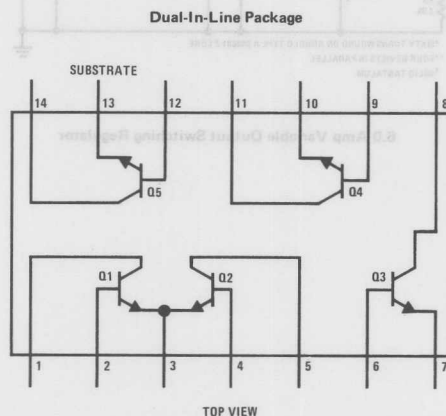 Dual-In-Line Package
SUBSTRATE
14 13 12 11 10 9 8
Q5 Q4
Q1 Q2 Q3
1 2 3 4 5 6 7
TOP VIEW